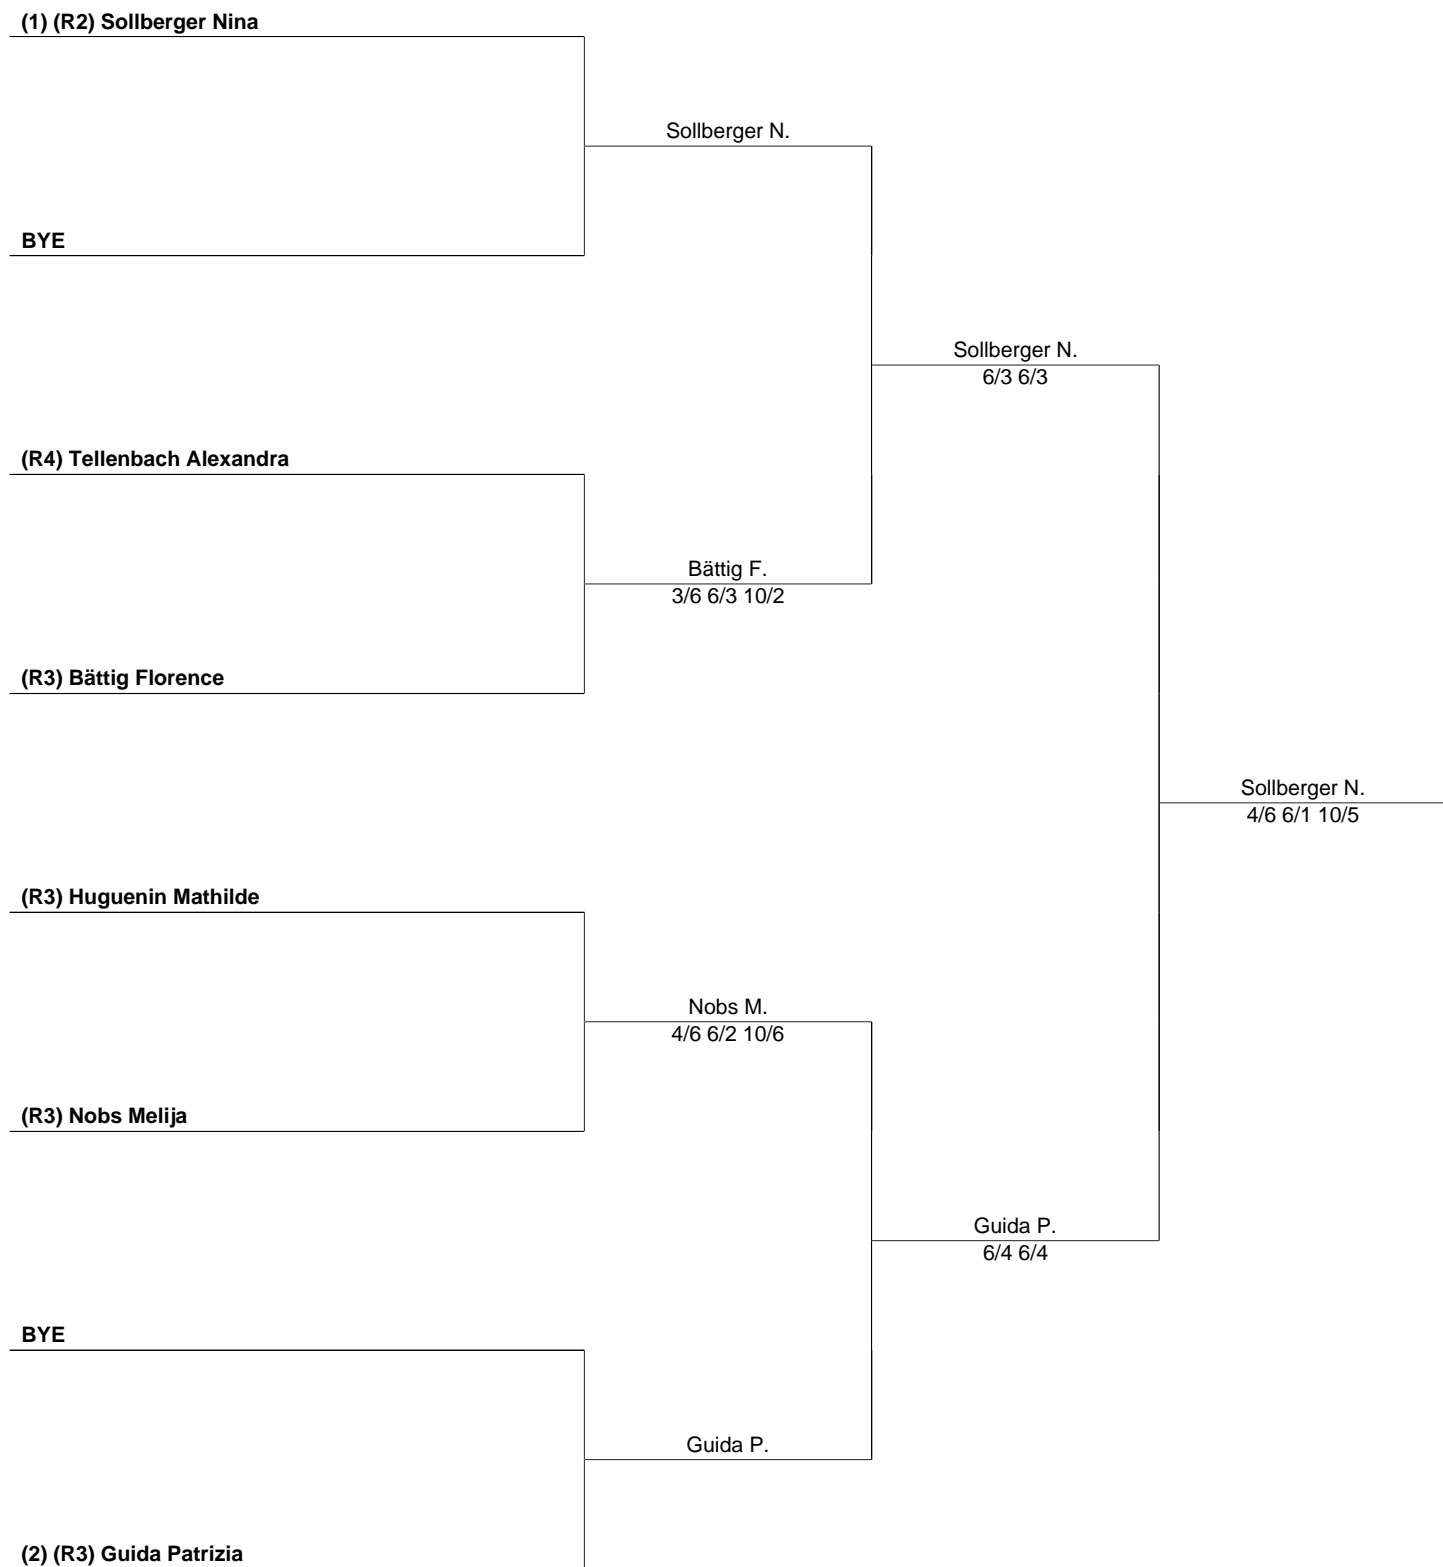 (1) (R2) Sollberger Nina
Sollberger N.
BYE
Sollberger N.
6/3 6/3
(R4) Tellenbach Alexandra
Bättig F.
3/6 6/3 10/2
(R3) Bättig Florence
Sollberger N.
4/6 6/1 10/5
(R3) Huguenin Mathilde
Nobs M.
4/6 6/2 10/6
(R3) Nobs Melija
Guida P.
6/4 6/4
BYE
Guida P.
(2) (R3) Guida Patrizia